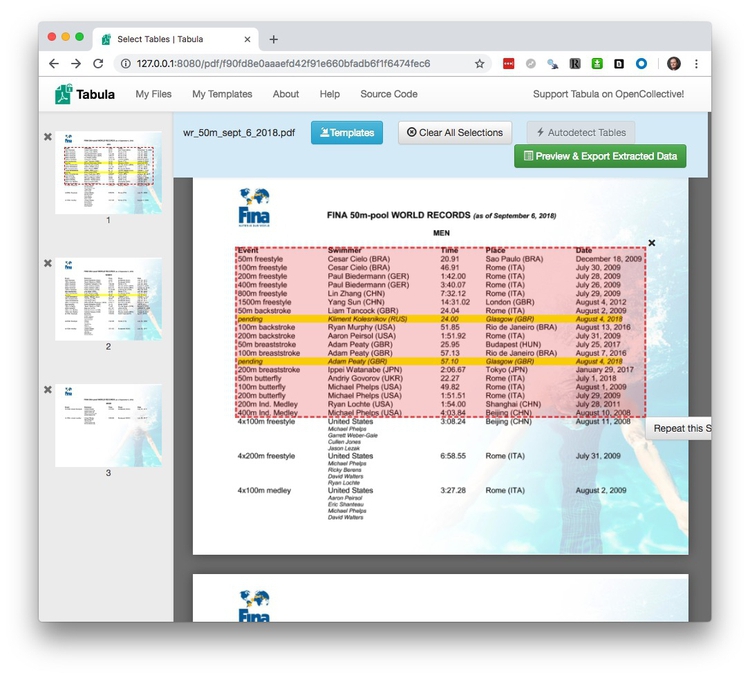 Select Tables | Tabula
127.0.0.1:8080/pdf/f90fd8e0aaaefd42f91e660bfadb6f1f6474fec6
Tabula My Files My Templates About Help Source Code Support Tabula on OpenCollective!
wr_50m_sept_6_2018.pdf Templates Clear All Selections Autodetect Tables
Preview & Export Extracted Data
1
2
3
Fina
FINA 50m-pool WORLD RECORDS (as of September 6, 2018)
MEN
Event Swimmer Time Place Date
50m freestyle Cesar Cielo (BRA) 20.91 Sao Paulo (BRA) December 18, 2009
100m freestyle Cesar Cielo (BRA) 46.91 Rome (ITA) July 30, 2009
200m freestyle Paul Biedermann (GER) 1:42.00 Rome (ITA) July 28, 2009
400m freestyle Paul Biedermann (GER) 3:40.07 Rome (ITA) July 26, 2009
800m freestyle Lin Zhang (CHN) 7:32.12 Rome (ITA) July 29, 2009
1500m freestyle Yang Sun (CHN) 14:31.02 London (GBR) August 4, 2012
50m backstroke Liam Tancock (GBR) 24.04 Rome (ITA) August 2, 2009
pending Kliment Kolesnikov (RUS) 24.00 Glasgow (GBR) August 4, 2018
100m backstroke Ryan Murphy (USA) 51.85 Rio de Janeiro (BRA) August 13, 2016
200m backstroke Aaron Peirsol (USA) 1:51.92 Rome (ITA) July 31, 2009
50m breaststroke Adam Peaty (GBR) 25.95 Budapest (HUN) July 25, 2017
100m breaststroke Adam Peaty (GBR) 57.13 Rio de Janeiro (BRA) August 7, 2016
pending Adam Peaty (GBR) 57.10 Glasgow (GBR) August 4, 2018
200m breaststroke Ippei Watanabe (JPN) 2:06.67 Tokyo (JPN) January 29, 2017
50m butterfly Andriy Govorov (UKR) 22.27 Rome (ITA) July 1, 2018
100m butterfly Michael Phelps (USA) 49.82 Rome (ITA) August 1, 2009
200m butterfly Michael Phelps (USA) 1:51.51 Rome (ITA) July 29, 2009
200m Ind. Medley Ryan Lochte (USA) 1:54.00 Shanghai (CHN) July 28, 2011
400m Ind. Medley Michael Phelps (USA) 4:03.84 Beijing (CHN) August 10, 2008
4x100m freestyle United States 3:08.24 Beijing (CHN) August 11, 2008
Repeat this S
Michael Phelps
Garrett Weber-Gale
Cullen Jones
Jason Lezak
4x200m freestyle United States 6:58.55 Rome (ITA) July 31, 2009
Michael Phelps
Ricky Berens
David Walters
Ryan Lochte
4x100m medley United States 3:27.28 Rome (ITA) August 2, 2009
Aaron Peirsol
Eric Shanteau
Michael Phelps
David Walters
Fina